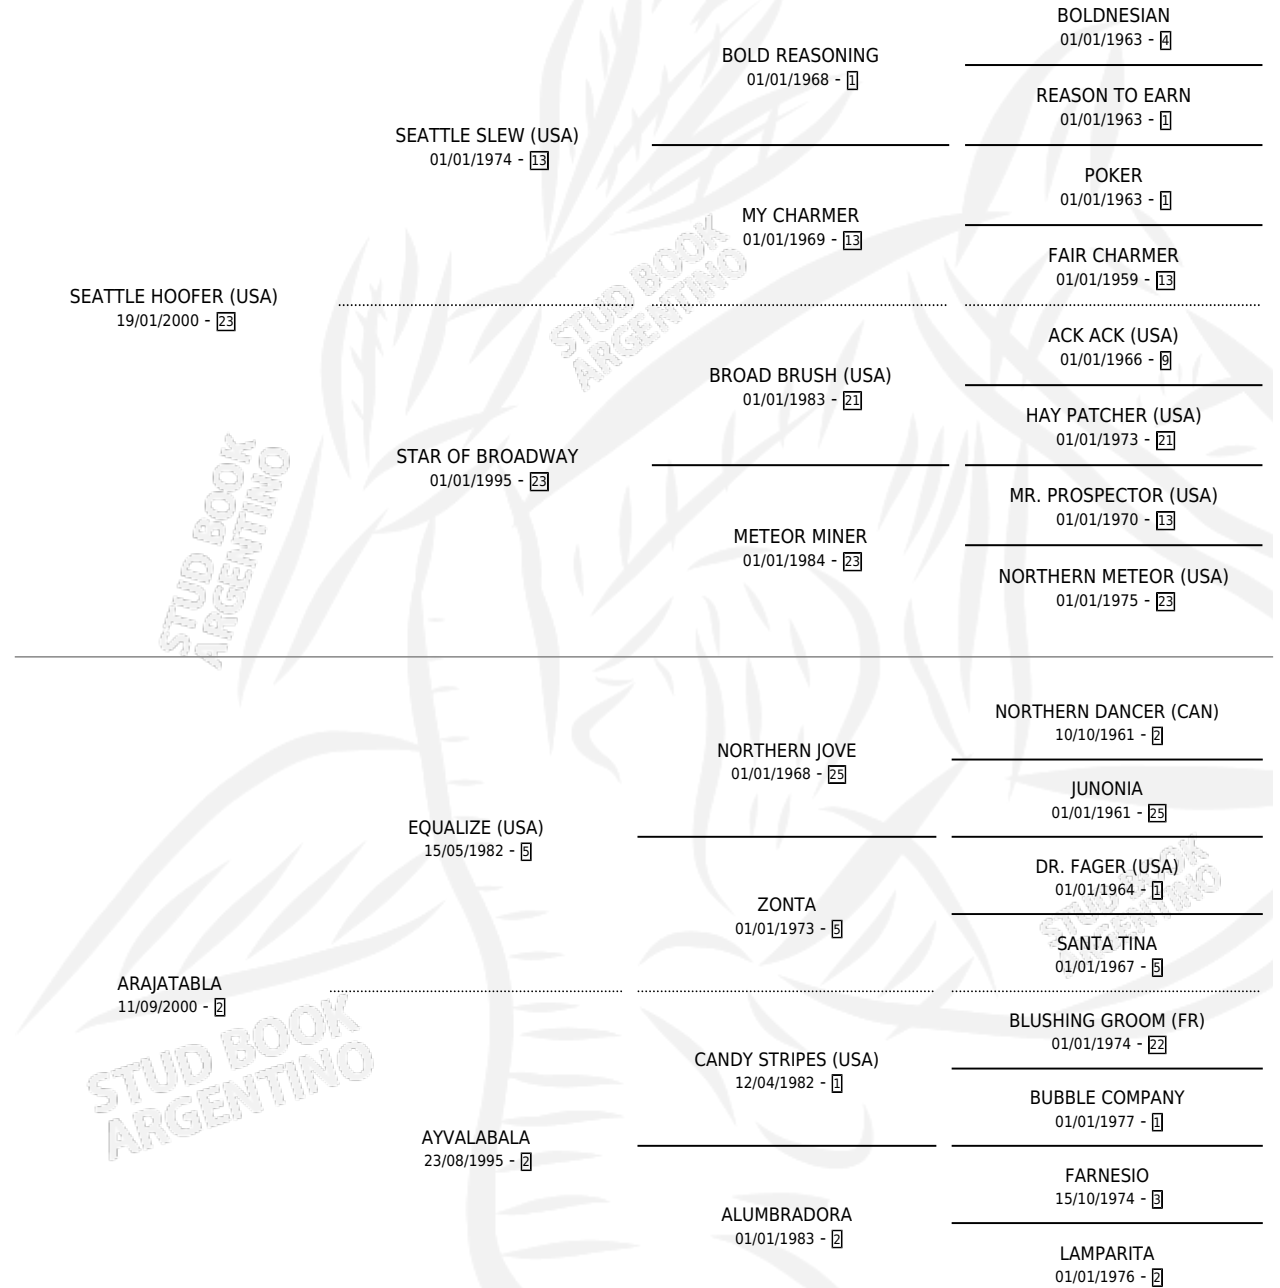 BOLDNESIAN
01/01/1963 - 4
BOLD REASONING
01/01/1968 - 1
REASON TO EARN
01/01/1963 - 1
SEATTLE SLEW (USA)
01/01/1974 - 13
POKER
01/01/1963 - 1
MY CHARMER
01/01/1969 - 13
FAIR CHARMER
01/01/1959 - 13
SEATTLE HOOFER (USA)
19/01/2000 - 23
ACK ACK (USA)
01/01/1966 - 9
BROAD BRUSH (USA)
01/01/1983 - 21
HAY PATCHER (USA)
01/01/1973 - 21
STAR OF BROADWAY
01/01/1995 - 23
MR. PROSPECTOR (USA)
01/01/1970 - 13
METEOR MINER
01/01/1984 - 23
NORTHERN METEOR (USA)
01/01/1975 - 23
NORTHERN DANCER (CAN)
10/10/1961 - 2
NORTHERN JOVE
01/01/1968 - 25
JUNONIA
01/01/1961 - 25
EQUALIZE (USA)
15/05/1982 - 5
DR. FAGER (USA)
01/01/1964 - 1
ZONTA
01/01/1973 - 5
SANTA TINA
01/01/1967 - 5
ARAJATABLA
11/09/2000 - 2
BLUSHING GROOM (FR)
01/01/1974 - 22
CANDY STRIPES (USA)
12/04/1982 - 1
BUBBLE COMPANY
01/01/1977 - 1
AYVALABALA
23/08/1995 - 2
FARNESIO
15/10/1974 - 3
ALUMBRADORA
01/01/1983 - 2
LAMPARITA
01/01/1976 - 2
STUD BOOK
ARGENTINO
STUD BOOK
ARGENTINO
STUD BOOK
ARGENTINO
STUD BOOK
ARGENTINO